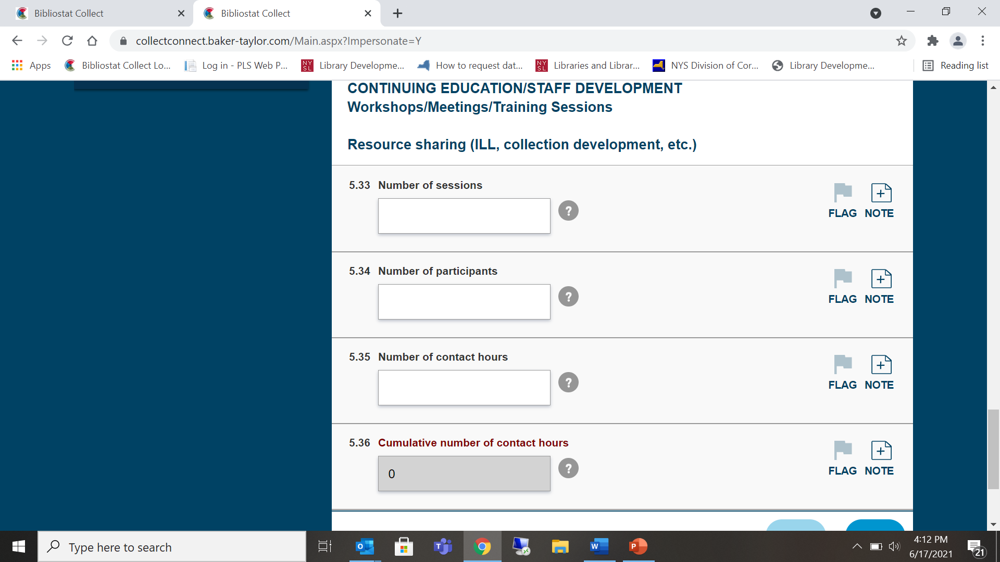 Bibliostat Collect
Bibliostat Collect
collectconnect.baker-taylor.com/Main.aspx?Impersonate=Y
Apps
Bibliostat Collect Lo...
Log in - PLS Web P...
NY SL
Library Developme...
How to request dat...
NY SL
Libraries and Librar...
NYS Division of Cor...
Library Developme...
Reading list
CONTINUING EDUCATION/STAFF DEVELOPMENT
Workshops/Meetings/Training Sessions
Resource sharing (ILL, collection development, etc.)
5.33 Number of sessions
?
FLAG NOTE
5.34 Number of participants
?
FLAG NOTE
5.35 Number of contact hours
?
FLAG NOTE
5.36 Cumulative number of contact hours
0
?
FLAG NOTE
Type here to search
O
T
W
P
4:12 PM
6/17/2021
21